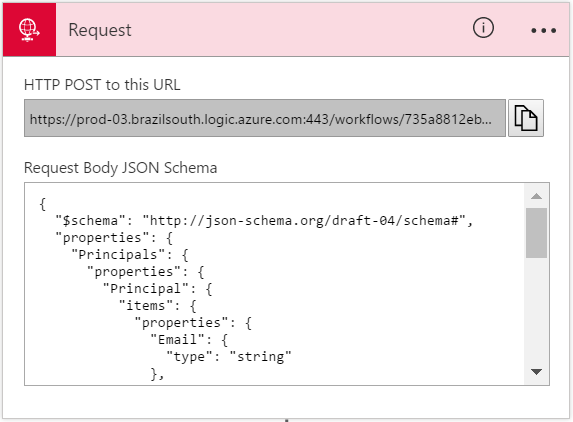 Request
HTTP POST to this URL
https://prod-03.brazilsouth.logic.azure.com:443/workflows/735a8812eb...
Request Body JSON Schema
{
  "$schema": "http://json-schema.org/draft-04/schema#",
  "properties": {
    "Principals": {
      "properties": {
        "Principal": {
          "items": {
            "properties": {
              "Email": {
                "type": "string"
              },